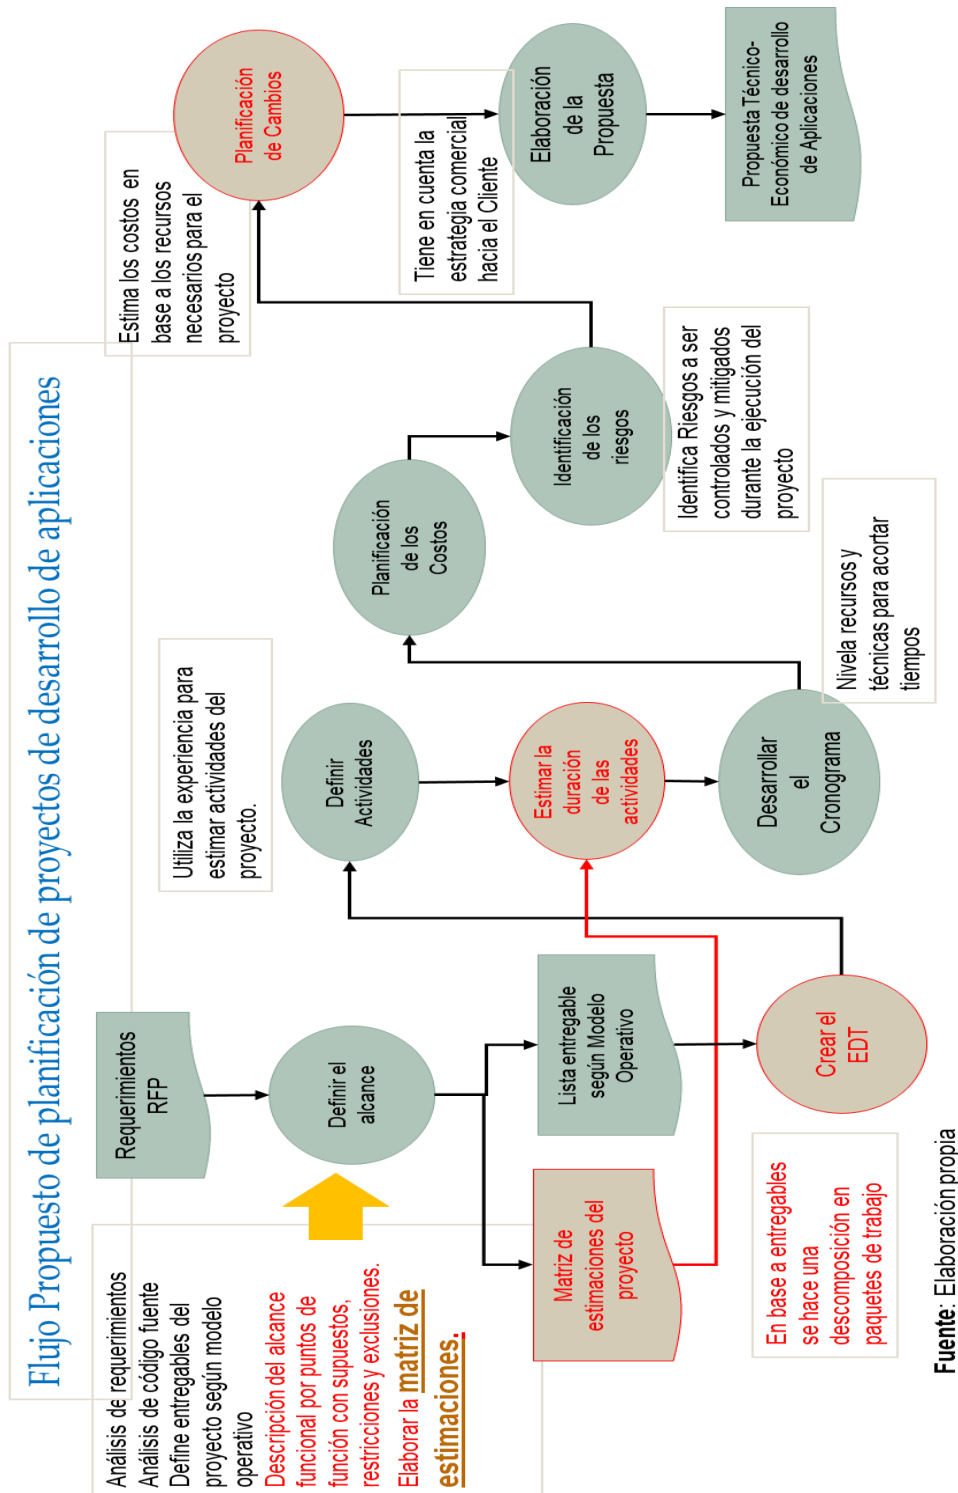 Flujo Propuesto de planificación de proyectos de desarrollo de aplicaciones
Análisis de requerimientos
Análisis de código fuente
Define entregables del
proyecto según modelo
operativo
Descripción del alcance
funcional por puntos de
función con supuestos,
restricciones y exclusiones.
Elaborar la matriz de
estimaciones.
Requerimientos
RFP
Definir el
alcance
Matriz de
estimaciones del
proyecto
Lista entregable
según Modelo
Operativo
En base a entregables
se hace una
descomposición en
paquetes de trabajo
Crear el
EDT
Utiliza la experiencia para
estimar actividades del
proyecto.
Definir
Actividades
Estimar la
duración
de las
actividades
Desarrollar
el
Cronograma
Nivela recursos y
técnicas para acortar
tiempos
Planificación
de los
Costos
Estima los costos en
base a los recursos
necesarios para el
proyecto
Identificación
de los
riesgos
Identifica Riesgos a ser
controlados y mitigados
durante la ejecución del
proyecto
Planificación
de Cambios
Tiene en cuenta la
estrategia comercial
hacia el Cliente
Elaboración
de la
Propuesta
Propuesta Técnico-
Económico de desarrollo
de Aplicaciones
Fuente: Elaboración propia